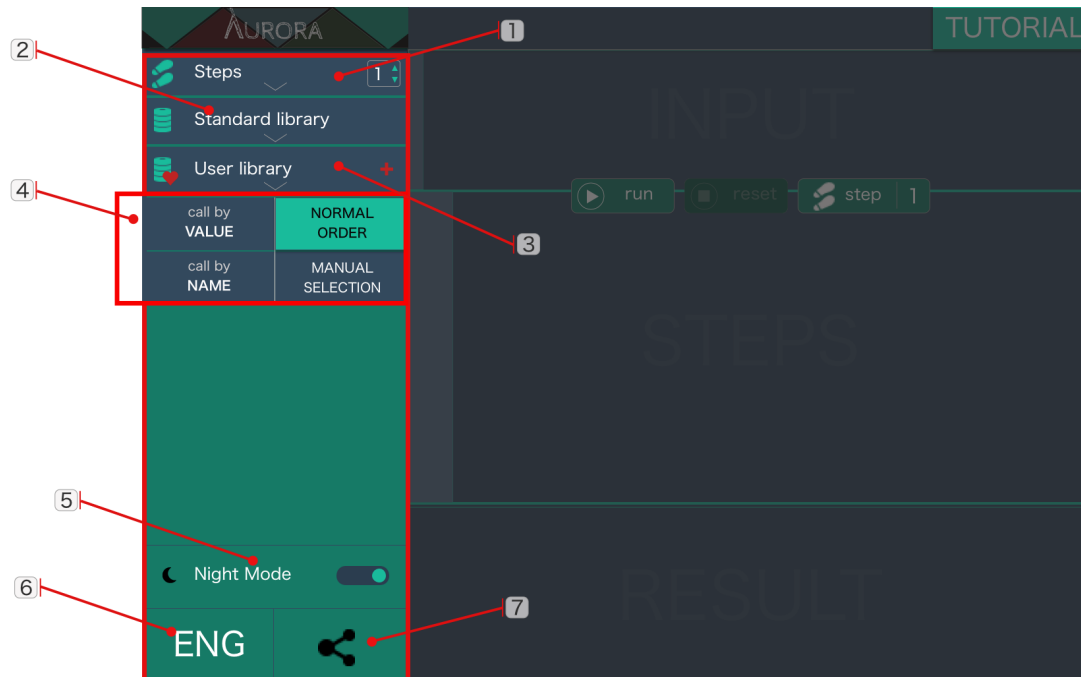 λURORA
TUTORIAL
1
2
Steps
1
INPUT
Standard library
User library +
4
call by
VALUE
NORMAL
ORDER
run
reset
step 1
3
call by
NAME
MANUAL
SELECTION
STEPS
5
Night Mode
6
RESULT
7
ENG